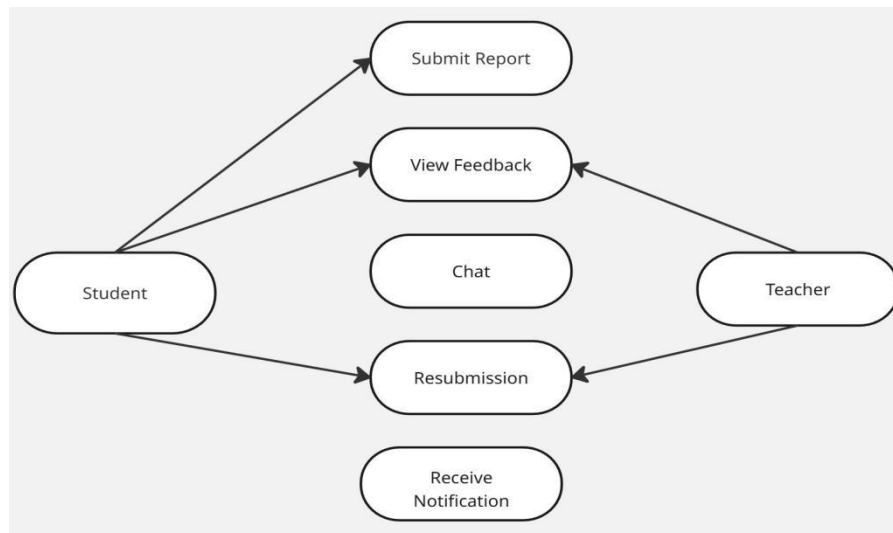 Submit Report
View Feedback
Chat
Student
Teacher
Resubmission
Receive
Notification